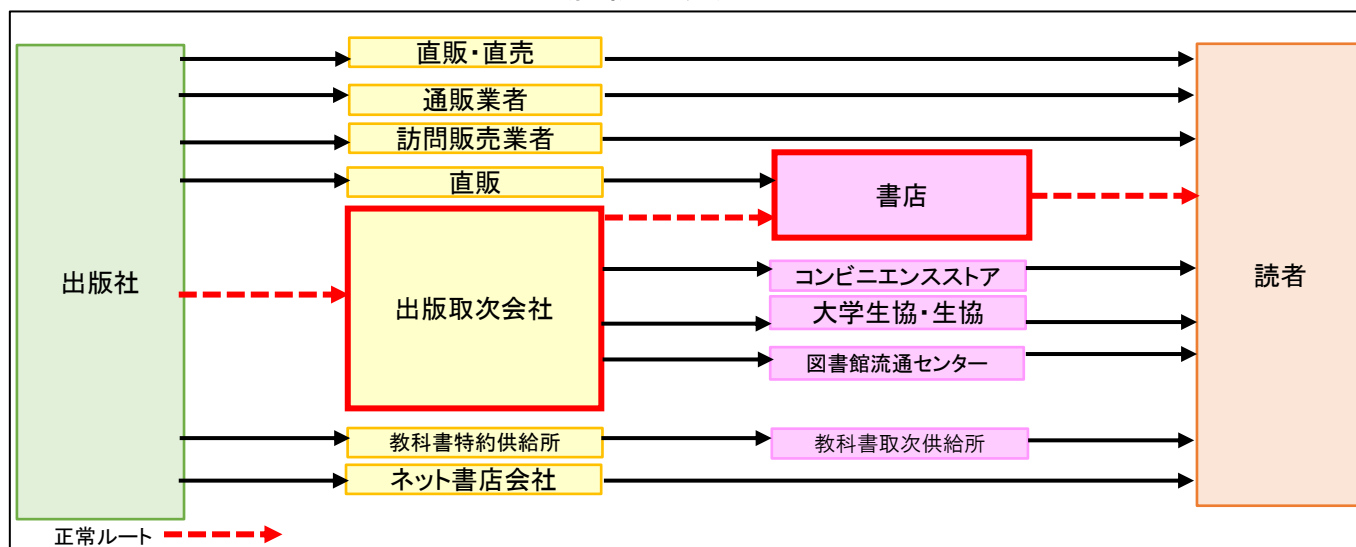 直販・直売
通販業者
訪問販売業者
直販
書店
出版社
出版取次会社
コンビニエンスストア
大学生協・生協
図書館流通センター
読者
教科書特約供給所
教科書取次供給所
ネット書店会社
正常ルート